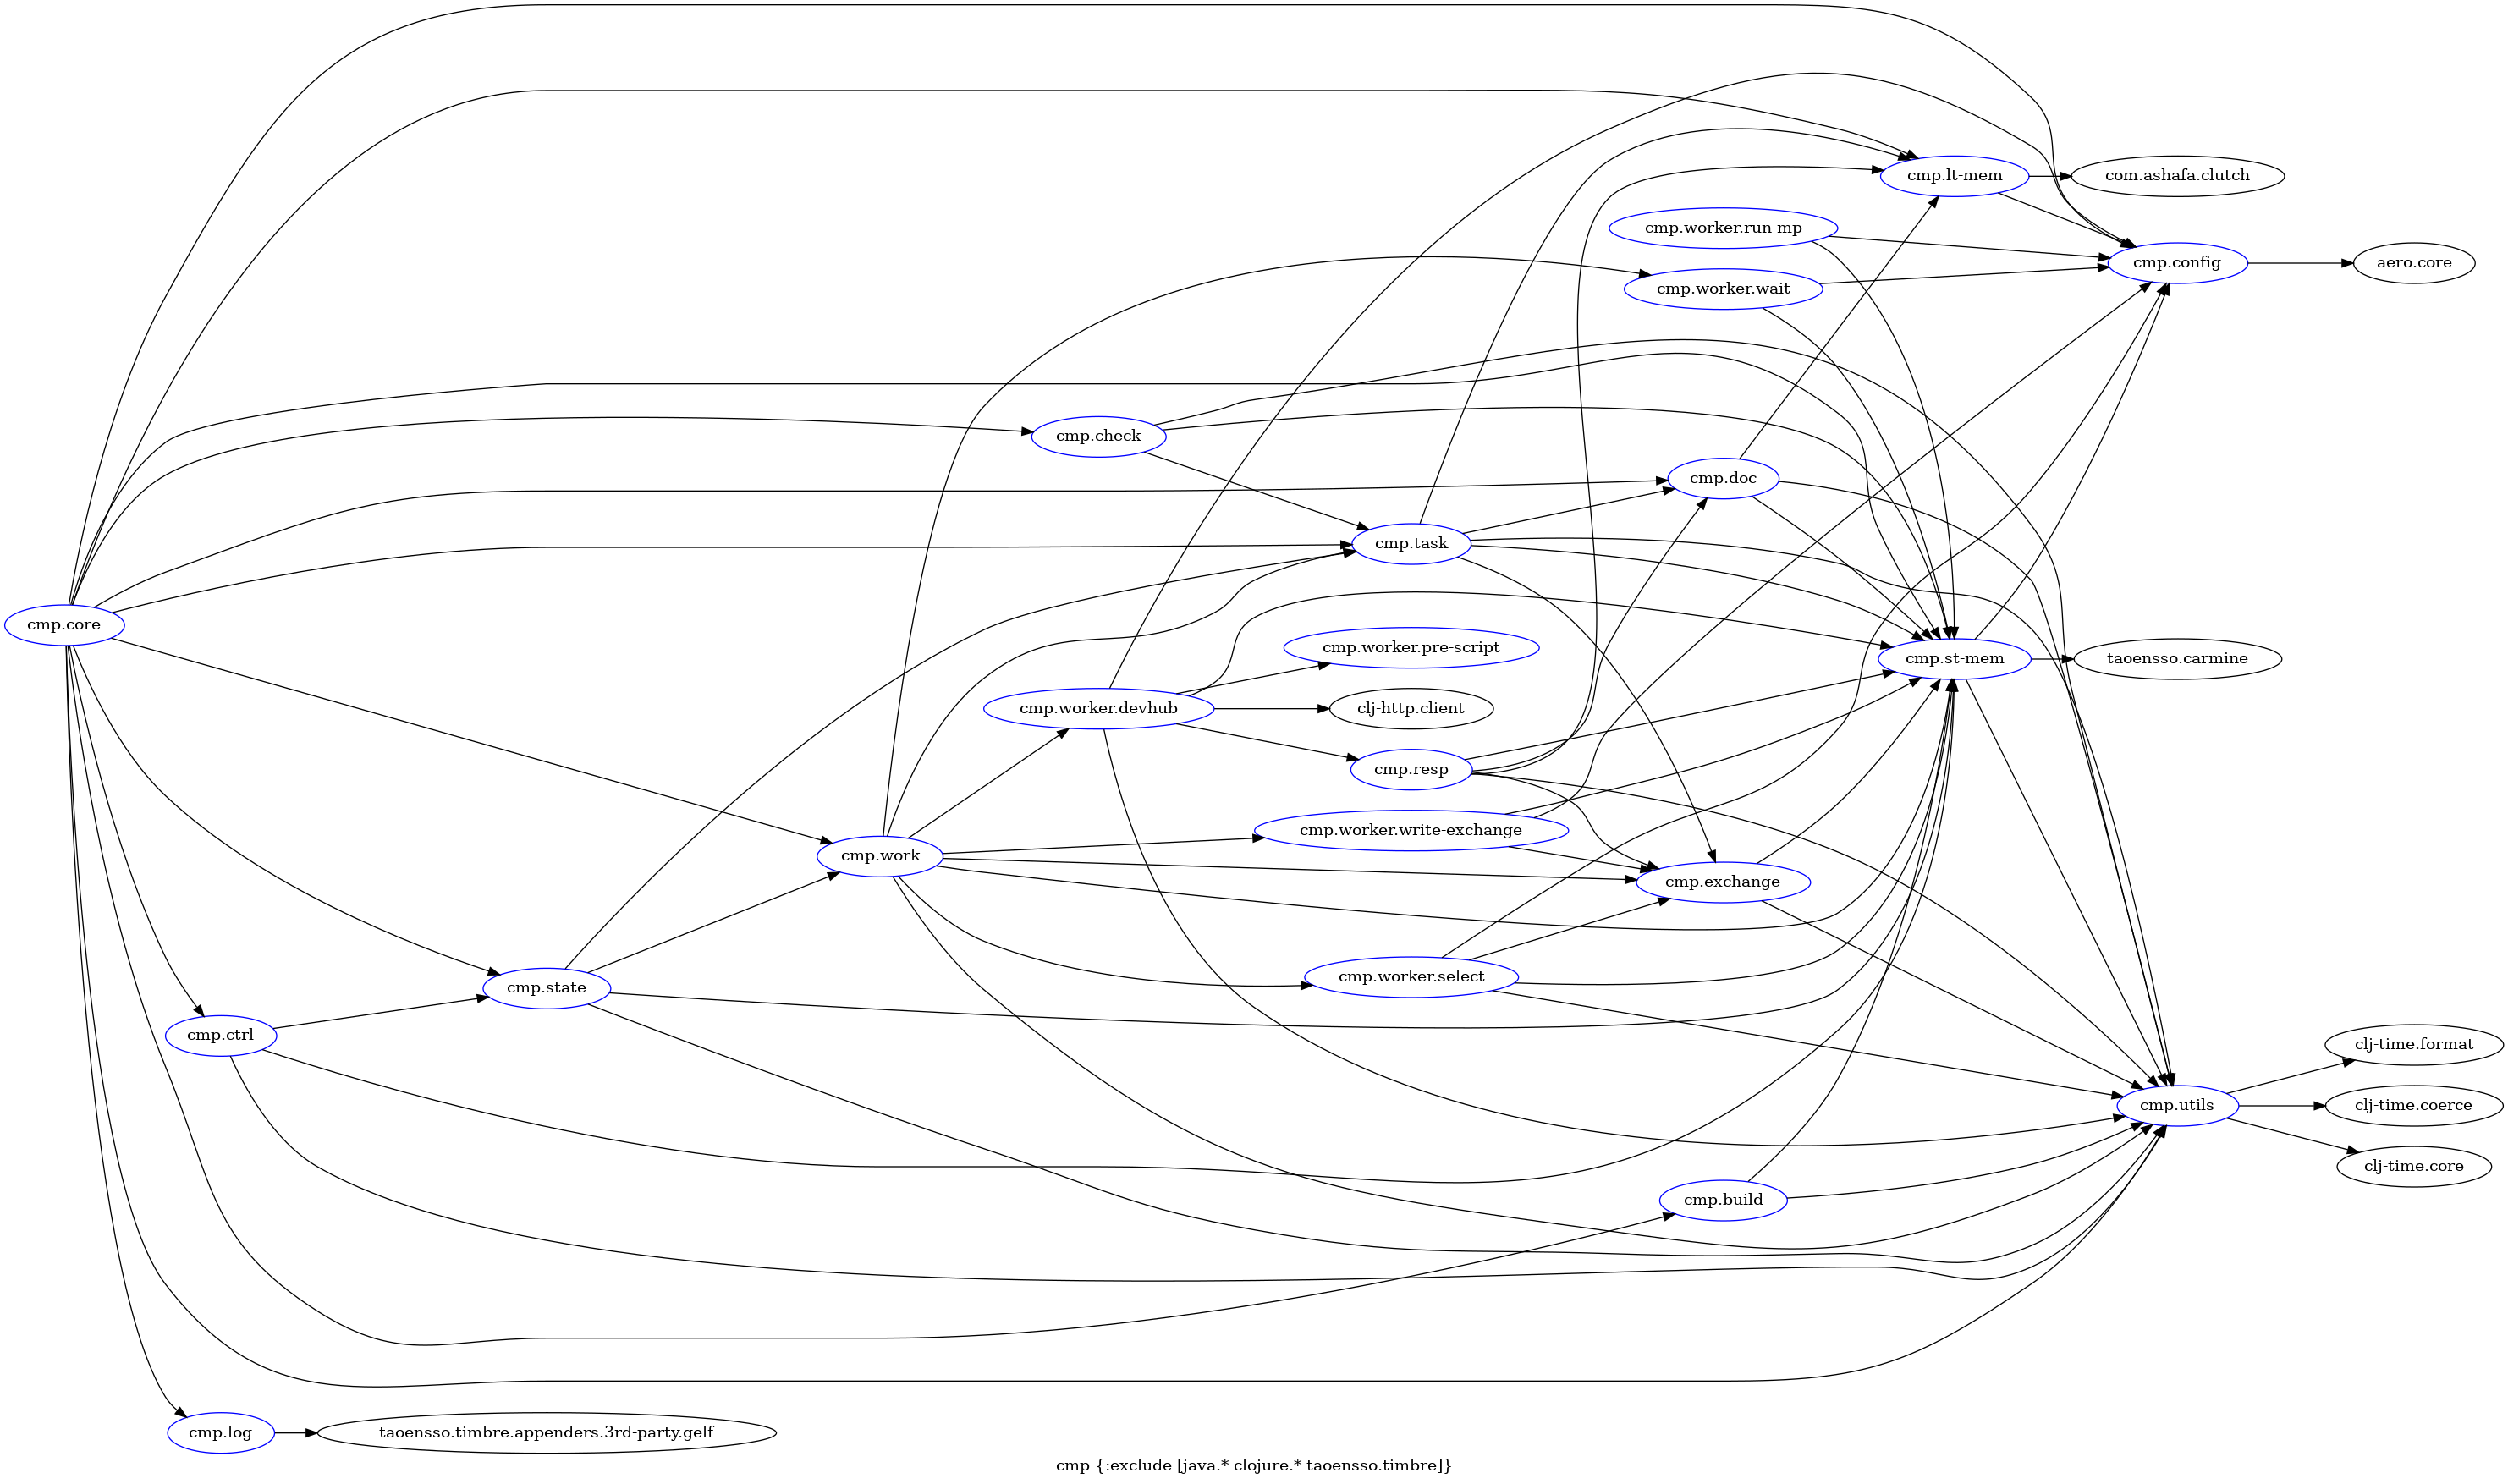 cmp.lt-mem
com.ashafa.clutch
cmp.worker.run-mp
cmp.config
aero.core
cmp.worker.wait
cmp.check
cmp.doc
cmp.task
cmp.core
cmp.worker.pre-script
cmp.st-mem
taoensso.carmine
cmp.worker.devhub
clj-http.client
cmp.resp
cmp.worker.write-exchange
cmp.work
cmp.exchange
cmp.worker.select
cmp.state
cmp.ctrl
clj-time.format
cmp.utils
clj-time.coerce
clj-time.core
cmp.build
cmp.log
taoensso.timbre.appenders.3rd-party.gelf
cmp {:exclude [java.* clojure.* taoensso.timbre]}